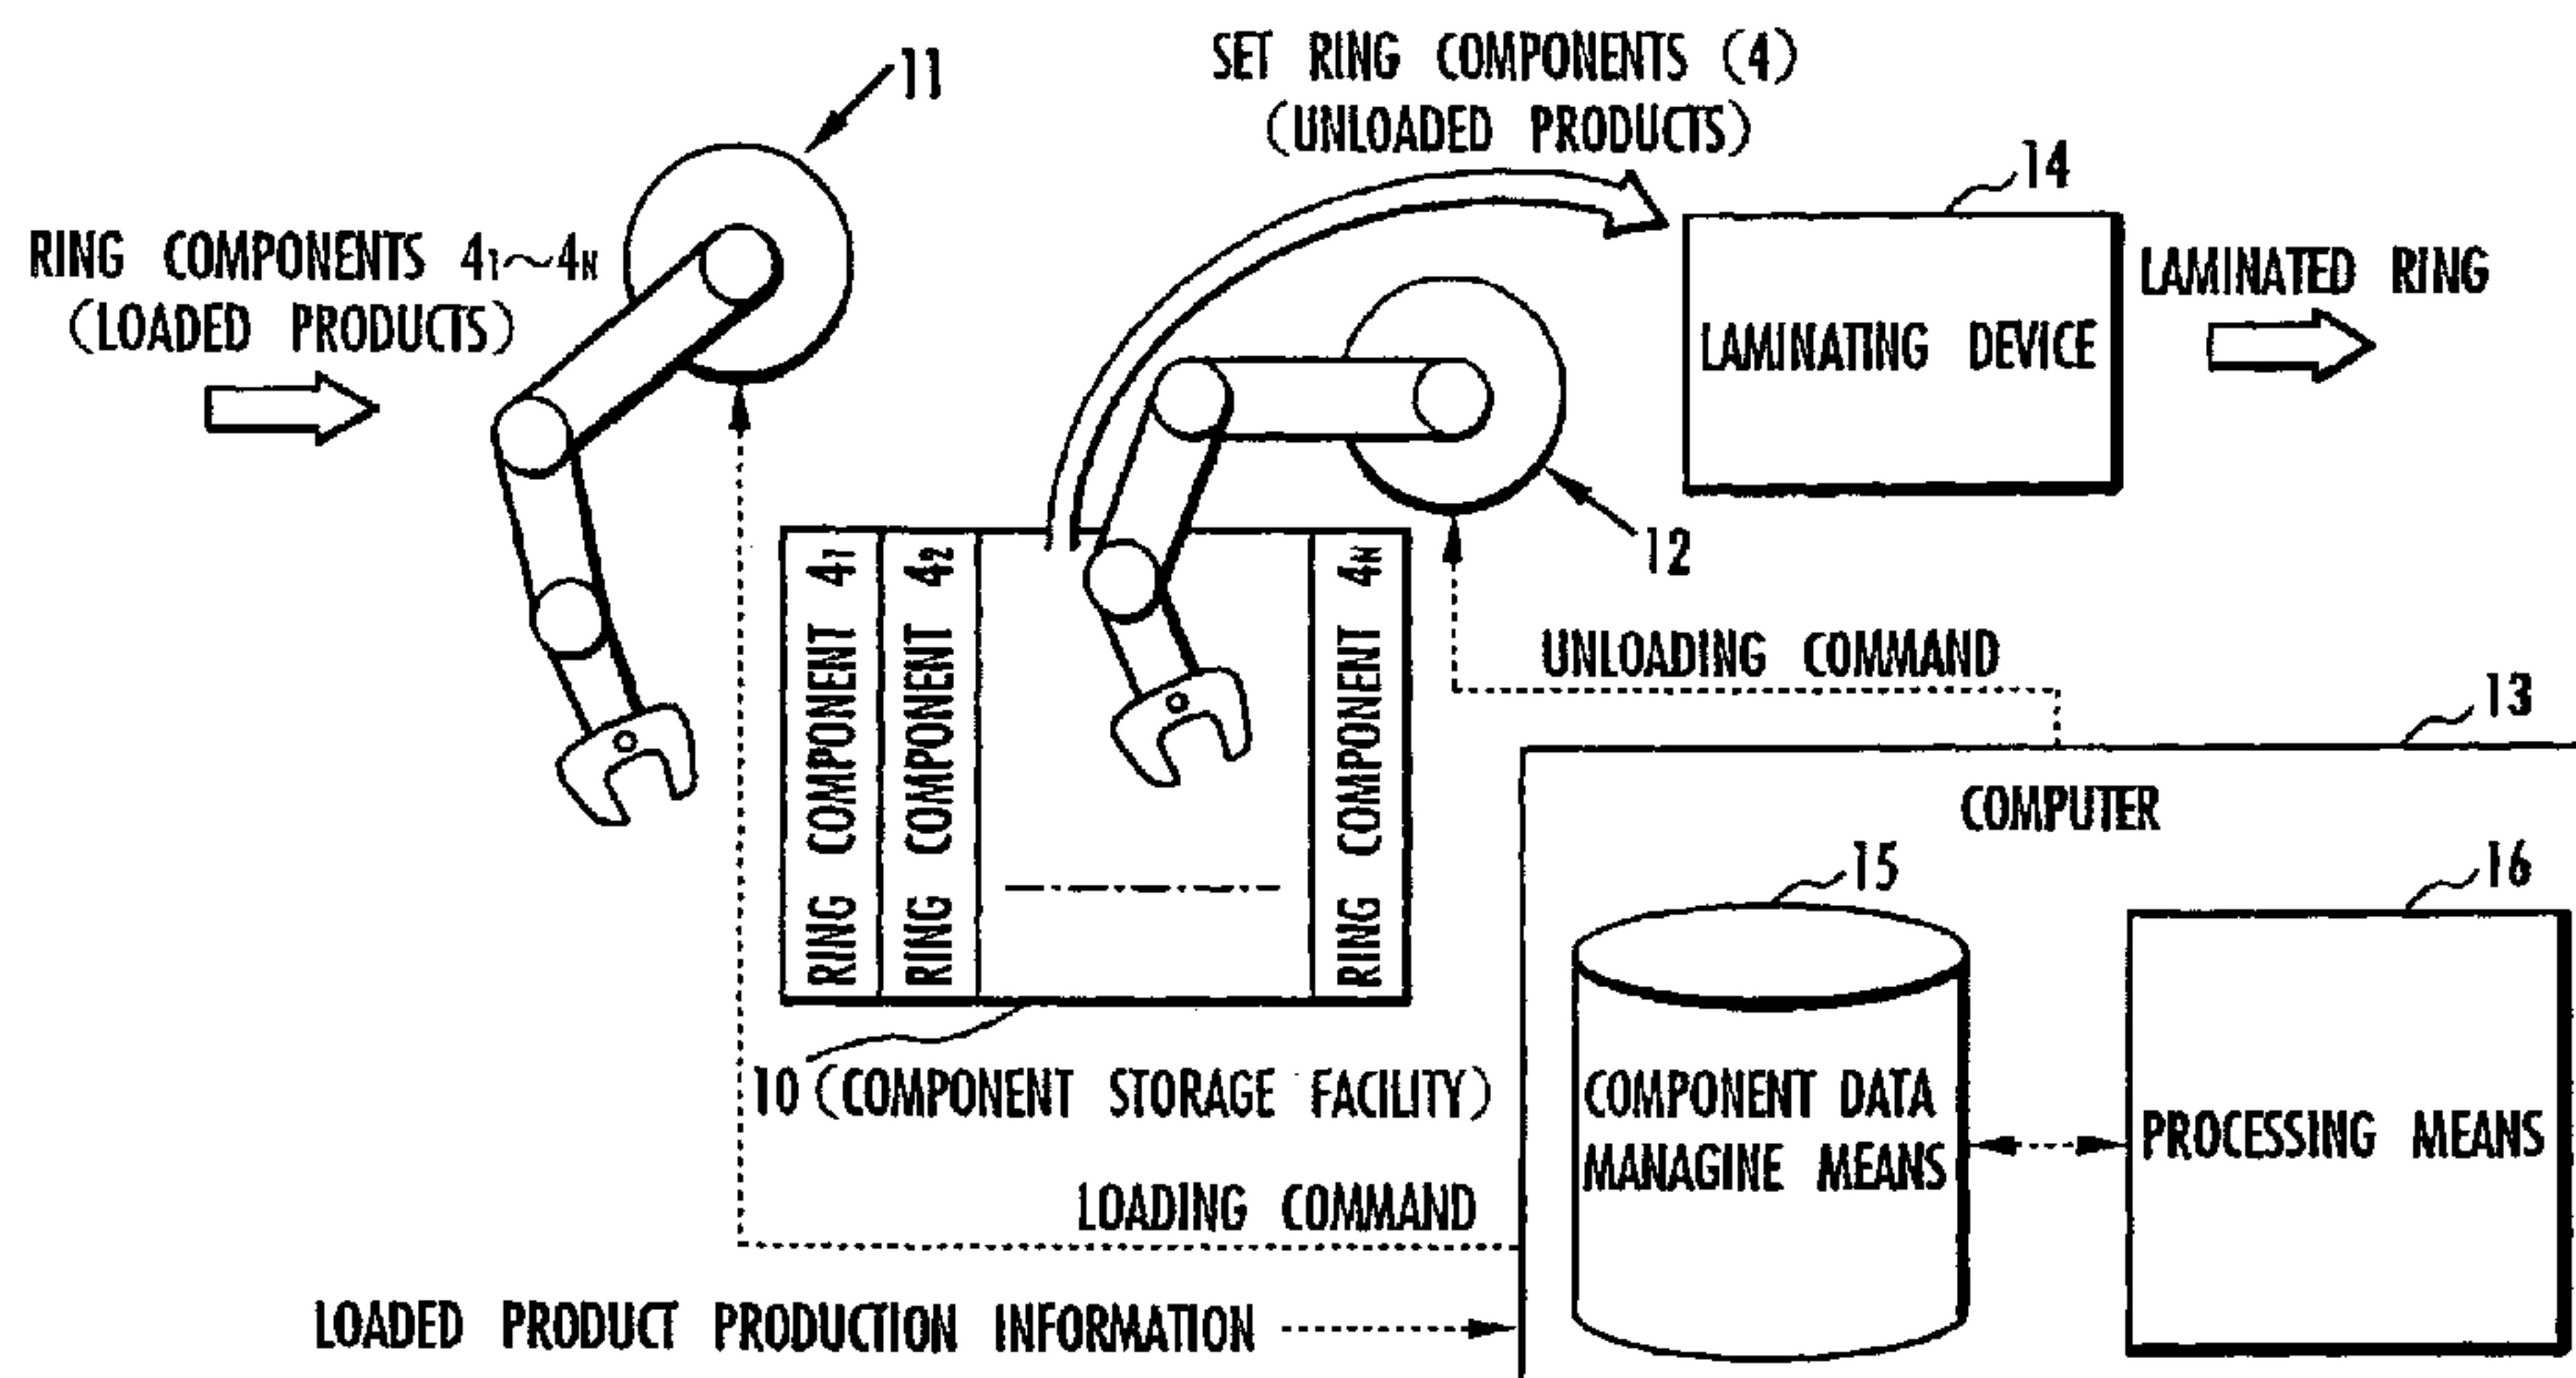 11
SET RING COMPONENTS (4)
(UNLOADED PRODUCTS)
14
RING COMPONENTS 4₁~4ₙ
(LOADED PRODUCTS)
LAMINATING DEVICE
LAMINATED RING
12
RING COMPONENT 4₁
RING COMPONENT 4₂
RING COMPONENT 4ₙ
UNLOADING COMMAND
13
COMPUTER
15
16
10 (COMPONENT STORAGE FACILITY)
COMPONENT DATA
MANAGINE MEANS
PROCESSING MEANS
LOADING COMMAND
LOADED PRODUCT PRODUCTION INFORMATION